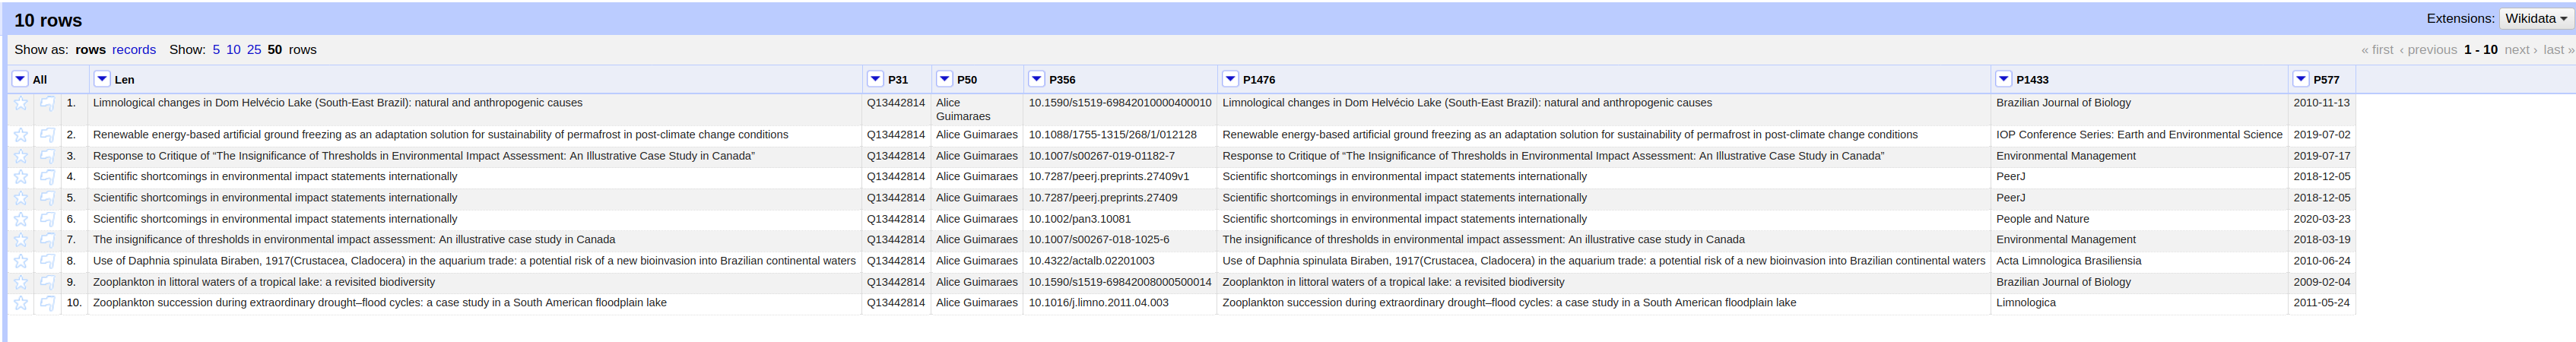 10 rows Extensions: Wikidata
Show as: rows records Show: 5 10 25 50 rows « first ‹ previous 1 - 10 next › last »
All Len P31 P50 P356 P1476 P1433 P577
1. Limnological changes in Dom Helvécio Lake (South-East Brazil): natural and anthropogenic causes Q13442814 Alice Guimaraes 10.1590/s1519-69842010000400010 Limnological changes in Dom Helvécio Lake (South-East Brazil): natural and anthropogenic causes Brazilian Journal of Biology 2010-11-13
2. Renewable energy-based artificial ground freezing as an adaptation solution for sustainability of permafrost in post-climate change conditions Q13442814 Alice Guimaraes 10.1088/1755-1315/268/1/012128 Renewable energy-based artificial ground freezing as an adaptation solution for sustainability of permafrost in post-climate change conditions IOP Conference Series: Earth and Environmental Science 2019-07-02
3. Response to Critique of “The Insignificance of Thresholds in Environmental Impact Assessment: An Illustrative Case Study in Canada” Q13442814 Alice Guimaraes 10.1007/s00267-019-01182-7 Response to Critique of “The Insignificance of Thresholds in Environmental Impact Assessment: An Illustrative Case Study in Canada” Environmental Management 2019-07-17
4. Scientific shortcomings in environmental impact statements internationally Q13442814 Alice Guimaraes 10.7287/peerj.preprints.27409v1 Scientific shortcomings in environmental impact statements internationally PeerJ 2018-12-05
5. Scientific shortcomings in environmental impact statements internationally Q13442814 Alice Guimaraes 10.7287/peerj.preprints.27409 Scientific shortcomings in environmental impact statements internationally PeerJ 2018-12-05
6. Scientific shortcomings in environmental impact statements internationally Q13442814 Alice Guimaraes 10.1002/pan3.10081 Scientific shortcomings in environmental impact statements internationally People and Nature 2020-03-23
7. The insignificance of thresholds in environmental impact assessment: An illustrative case study in Canada Q13442814 Alice Guimaraes 10.1007/s00267-018-1025-6 The insignificance of thresholds in environmental impact assessment: An illustrative case study in Canada Environmental Management 2018-03-19
8. Use of Daphnia spinulata Biraben, 1917(Crustacea, Cladocera) in the aquarium trade: a potential risk of a new bioinvasion into Brazilian continental waters Q13442814 Alice Guimaraes 10.4322/actalb.02201003 Use of Daphnia spinulata Biraben, 1917(Crustacea, Cladocera) in the aquarium trade: a potential risk of a new bioinvasion into Brazilian continental waters Acta Limnologica Brasiliensia 2010-06-24
9. Zooplankton in littoral waters of a tropical lake: a revisited biodiversity Q13442814 Alice Guimaraes 10.1590/s1519-69842008000500014 Zooplankton in littoral waters of a tropical lake: a revisited biodiversity Brazilian Journal of Biology 2009-02-04
10. Zooplankton succession during extraordinary drought–flood cycles: a case study in a South American floodplain lake Q13442814 Alice Guimaraes 10.1016/j.limno.2011.04.003 Zooplankton succession during extraordinary drought–flood cycles: a case study in a South American floodplain lake Limnologica 2011-05-24